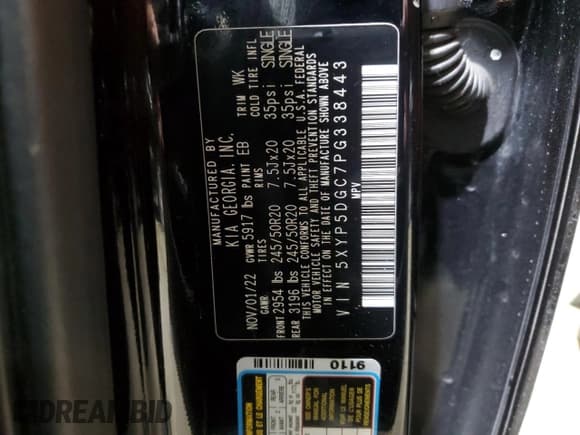 MANUFACTURED BY
KIA GEORGIA, INC.
NOV/01/22 GVWR 5917 lbs PAINT EB TRIM WK
GAWR TIRES RIMS COLD TIRE INFL
FRONT 2954 lbs 245/50R20 7.5Jx20 35psi SINGLE
REAR 3196 lbs 245/50R20 7.5Jx20 35psi SINGLE
THIS VEHICLE CONFORMS TO ALL APPLICABLE U.S.A. FEDERAL
MOTOR VEHICLE SAFETY AND THEFT PREVENTION STANDARDS
IN EFFECT ON THE DATE OF MANUFACTURE SHOWN ABOVE
VIN 5XYP5DGC7PG338443
MPV
9110
DREAMBID